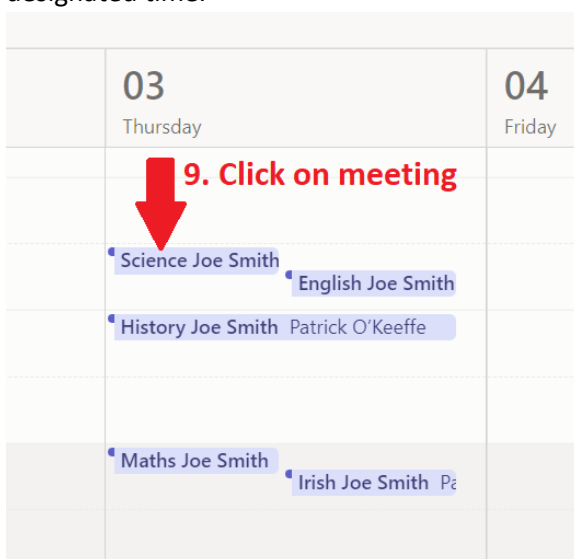 designated time.
03
04
Thursday
Friday
9. Click on meeting
Science Joe Smith
English Joe Smith
History Joe Smith Patrick O'Keeffe
Maths Joe Smith
Irish Joe Smith